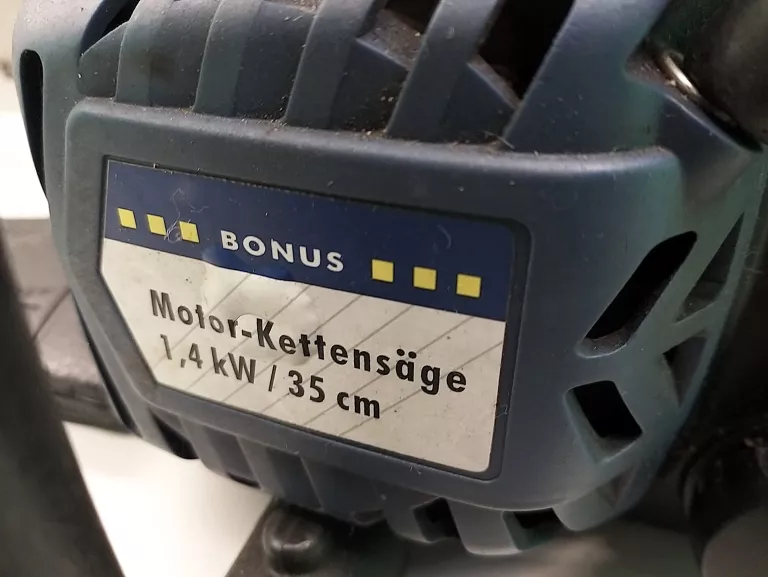 BONUS
Motor-Kettensäge
1,4 kW / 35 cm